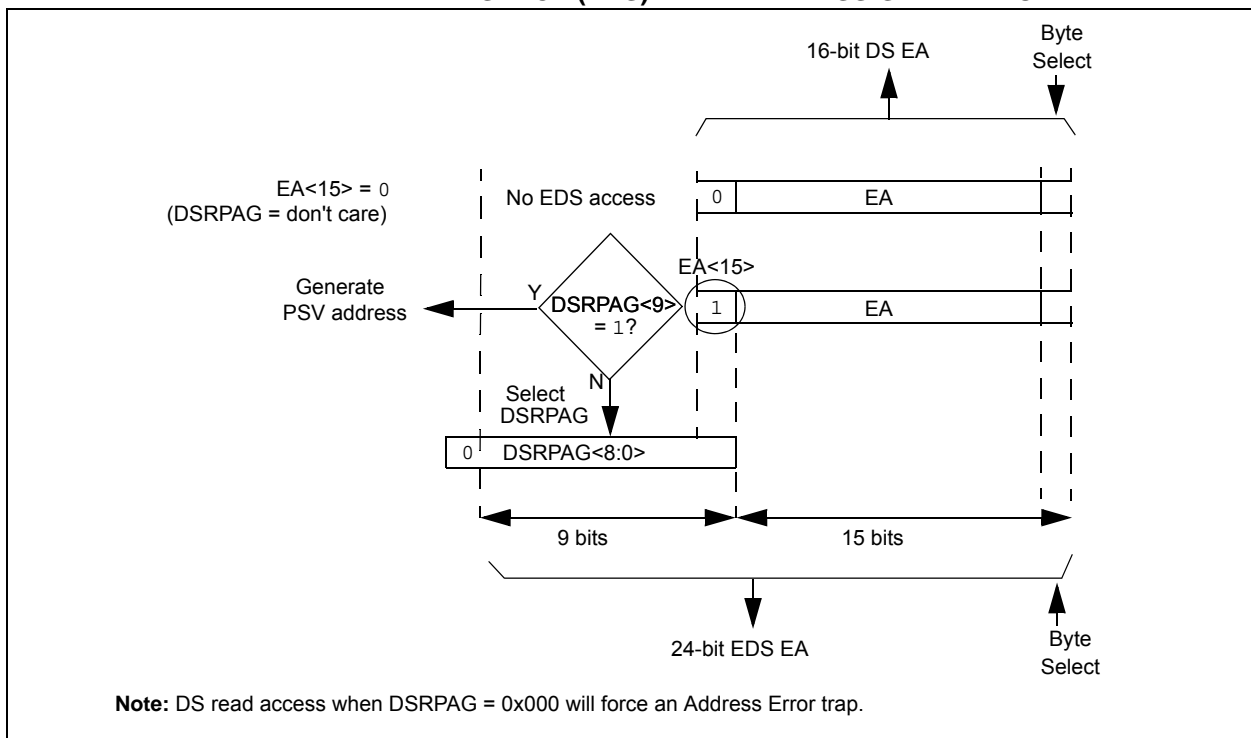 16-bit DS EA
Byte
Select
EA<15> = 0
(DSRPAG = don't care)
No EDS access
0
EA
EA<15>
Generate
PSV address
Y
DSRPAG<9>
= 1?
1
EA
N
Select
DSRPAG
0
DSRPAG<8:0>
9 bits
15 bits
24-bit EDS EA
Byte
Select
Note: DS read access when DSRPAG = 0x000 will force an Address Error trap.